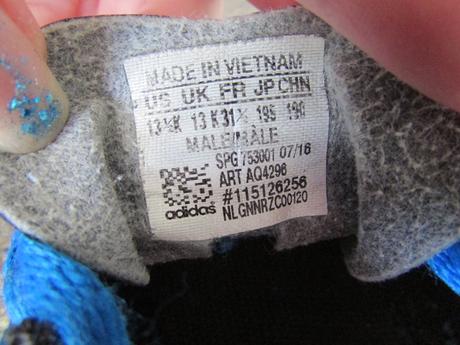 MADE IN VIETNAM
US UK FR JP CHN
13½K 13 K 31½ 195 190
MALE/MÂLE
SPG 753001 07/16
ART AQ4296
#115126256
adidas NLGNNRZC00120